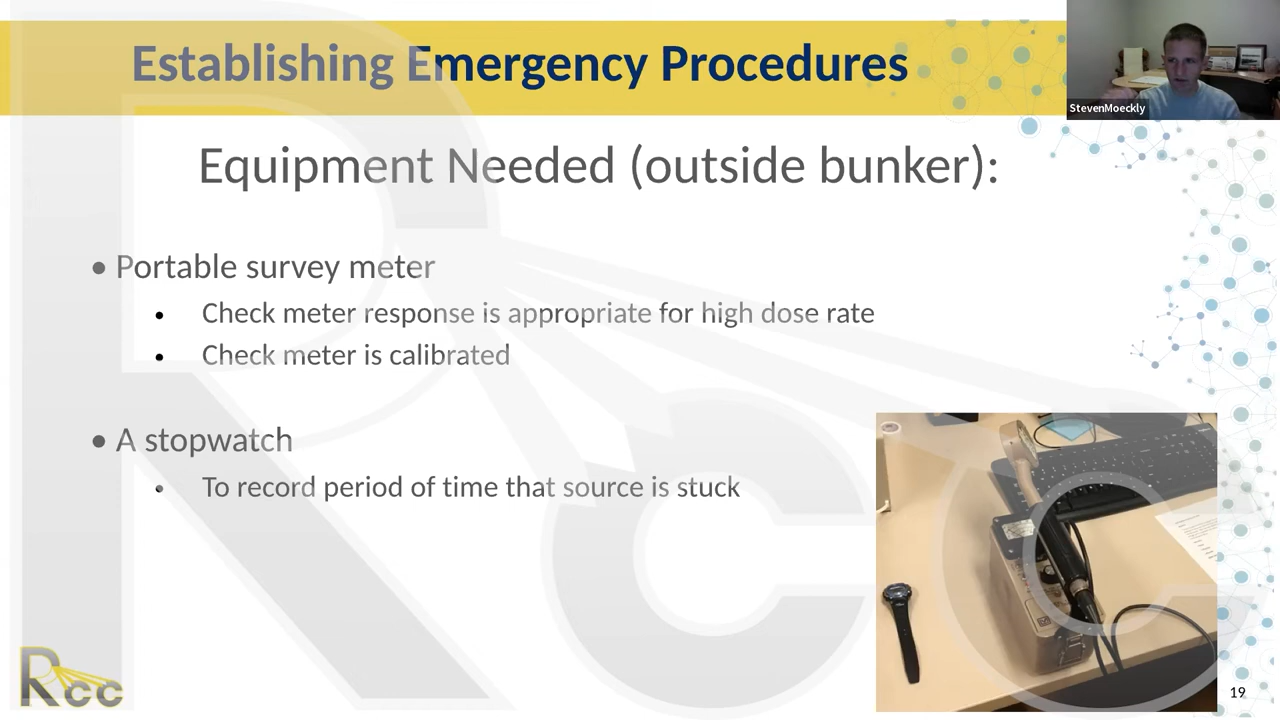 Establishing Emergency Procedures
StevenMoeckly
Equipment Needed (outside bunker):
• Portable survey meter
• Check meter response is appropriate for high dose rate
• Check meter is calibrated
• A stopwatch
• To record period of time that source is stuck
Rcc
19